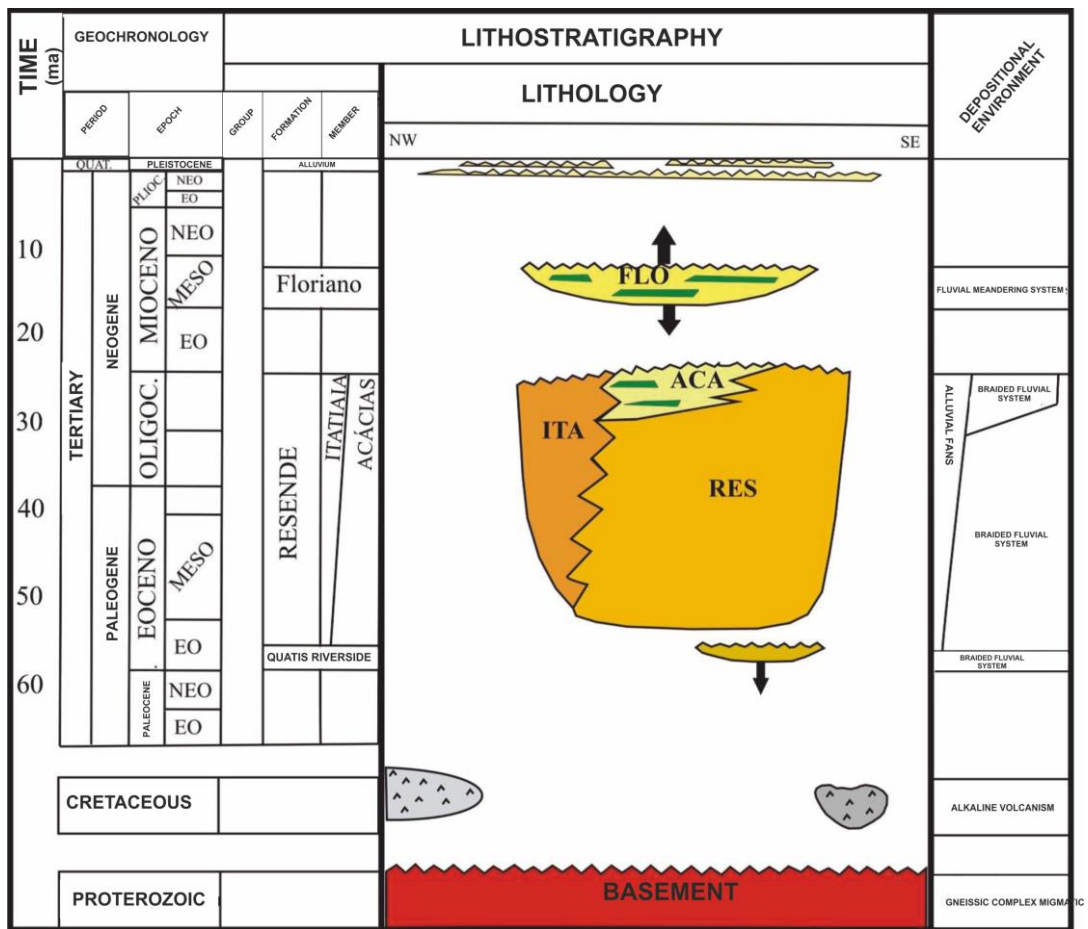 TIME
(ma)
GEOCHRONOLOGY
LITHOSTRATIGRAPHY
DEPOSITIONAL
ENVIRONMENT
LITHOLOGY
PERIOD
EPOCH
GROUP
FORMATION
MEMBER
NW
SE
QUAT.
PLEISTOCENE
ALLUVIUM
PLIOC.
NEO
EO
10
TERTIARY
NEOGENE
MIOCENO
NEO
MESO
Floriano
FLO
FLUVIAL MEANDERING SYSTEM
20
EO
OLIGOC.
RESENDE
ITATIAIA
ACÁCIAS
ACA
ALLUVIAL FANS
BRAIDED FLUVIAL
SYSTEM
30
ITA
RES
40
PALEOGENE
EOCENO
MESO
BRAIDED FLUVIAL
SYSTEM
50
EO
QUATIS RIVERSIDE
BRAIDED FLUVIAL
SYSTEM
60
PALEOCENE
NEO
EO
CRETACEOUS
ALKALINE VOLCANISM
PROTEROZOIC
BASEMENT
GNEISSIC COMPLEX MIGMATIC